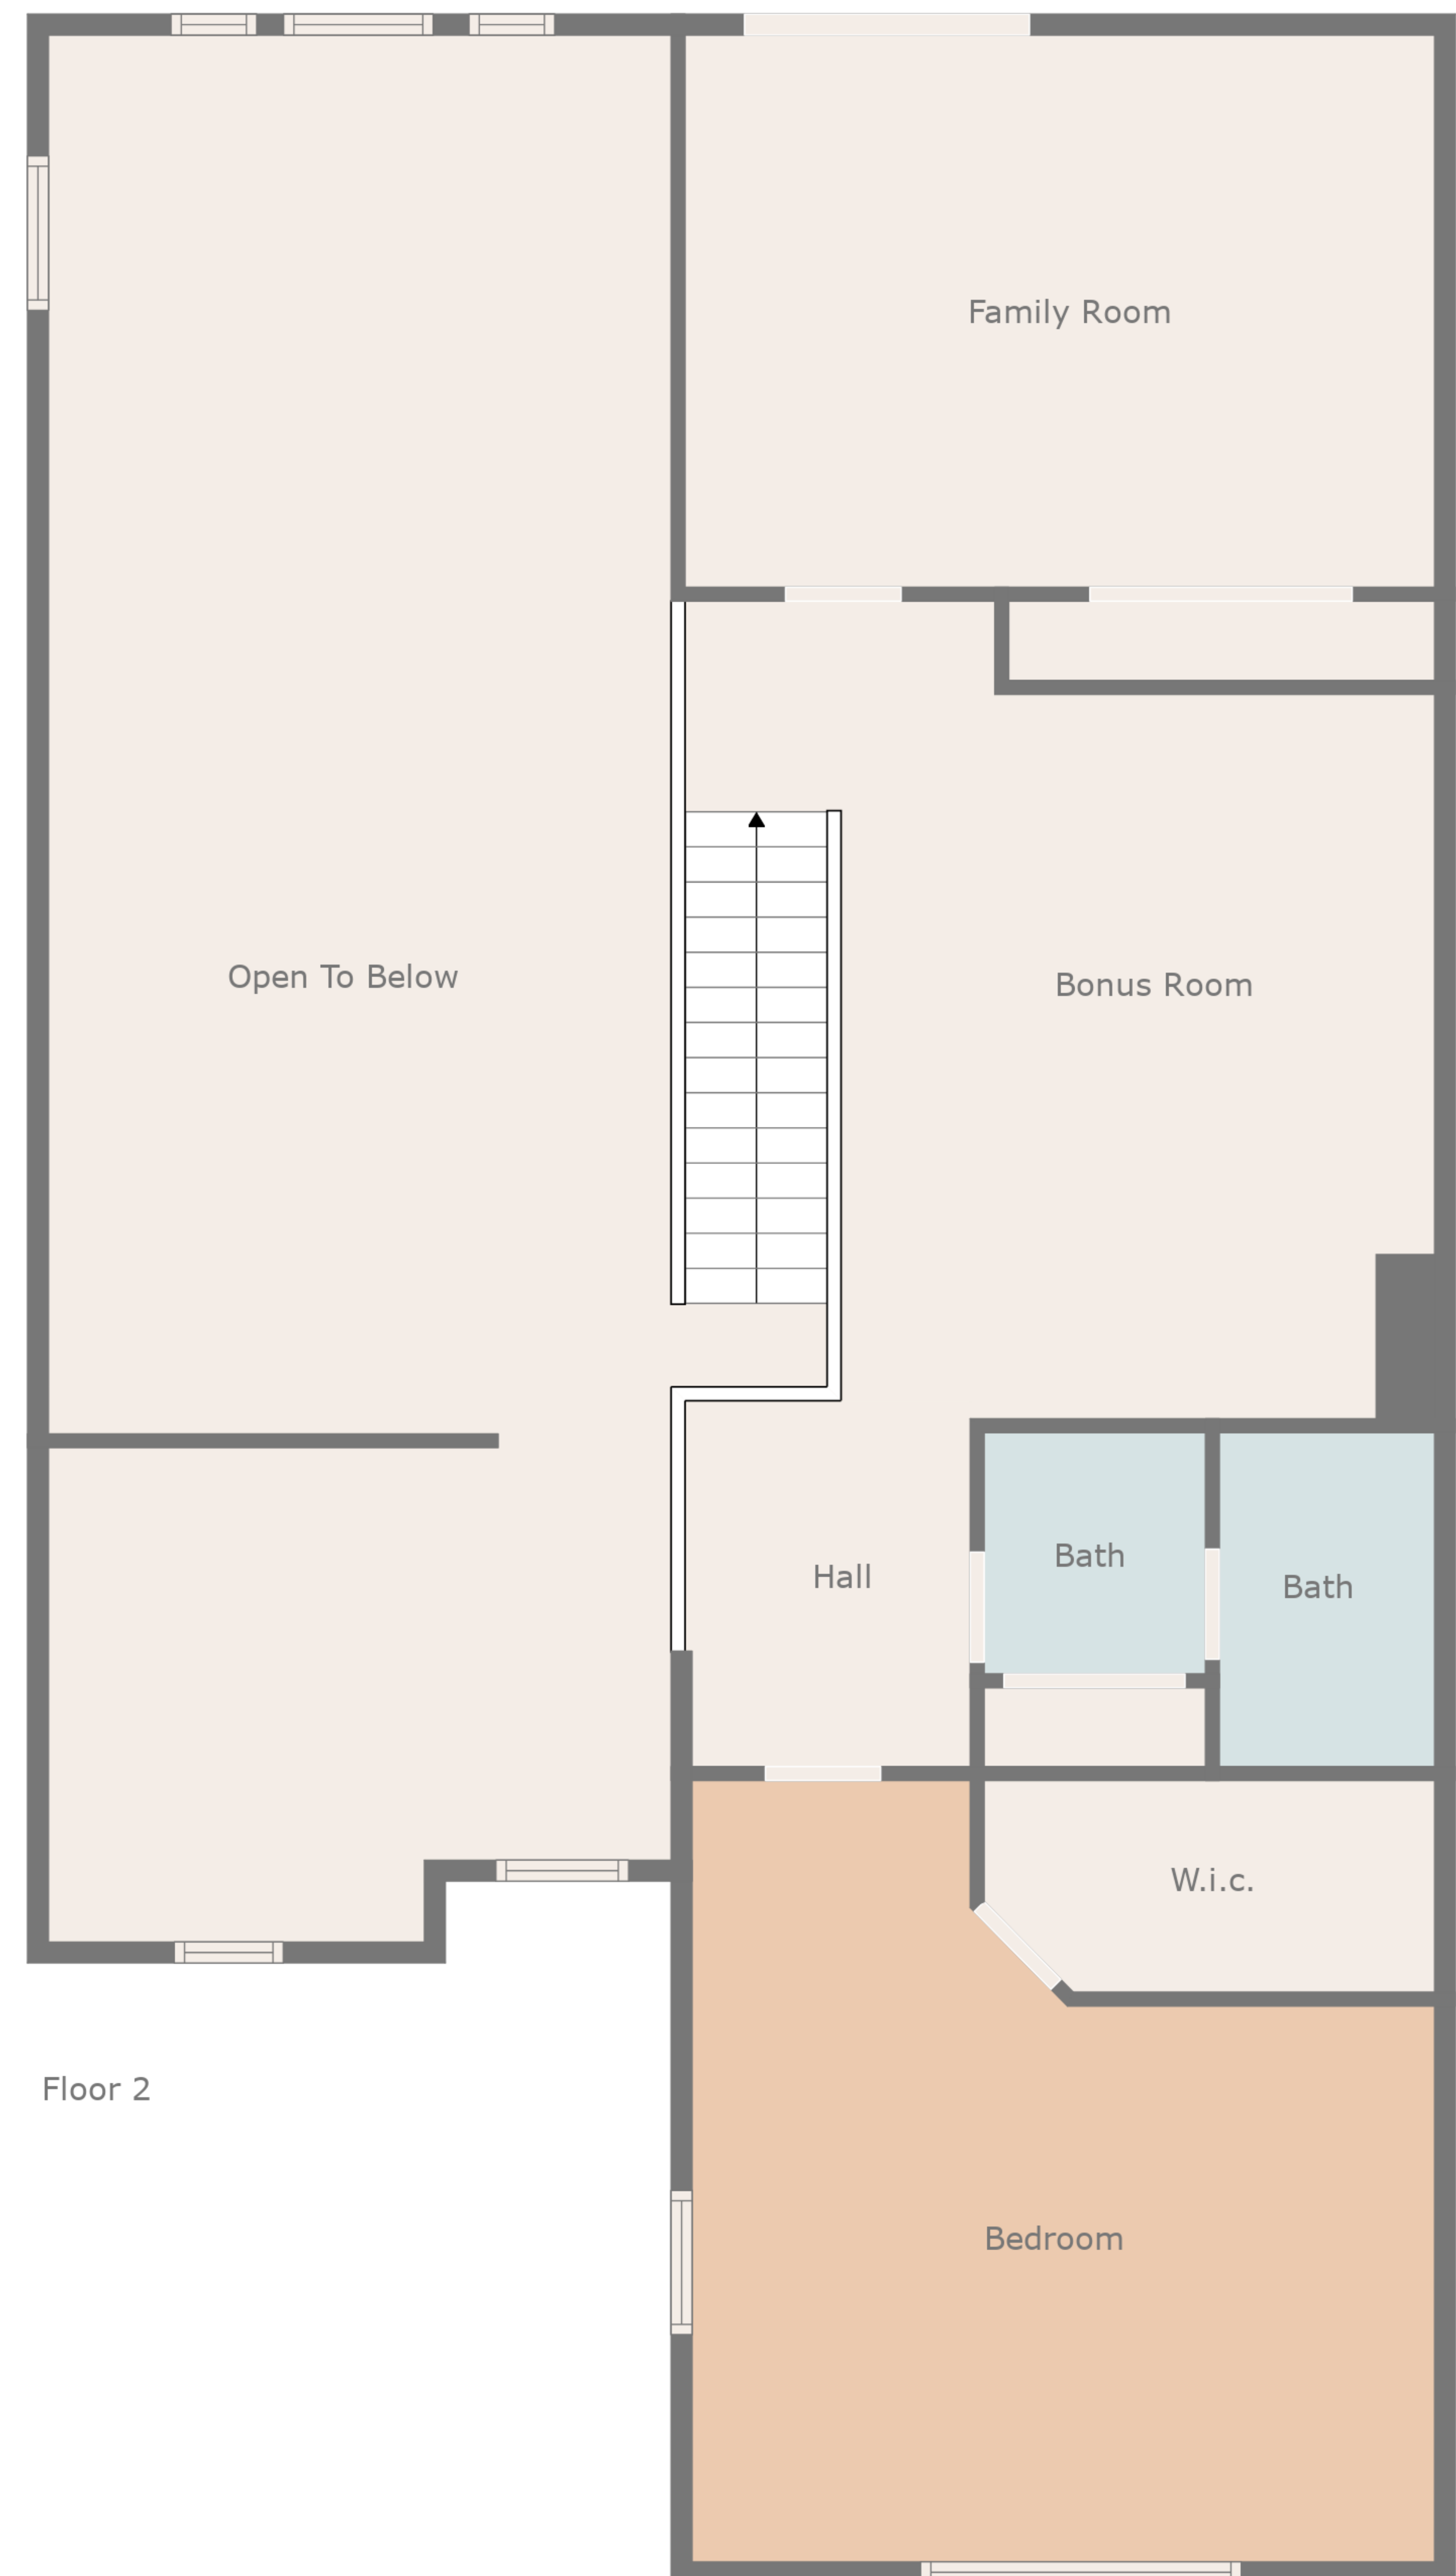 Family Room
Open To Below
Bonus Room
Hall
Bath
Bath
W.i.c.
Floor 2
Bedroom